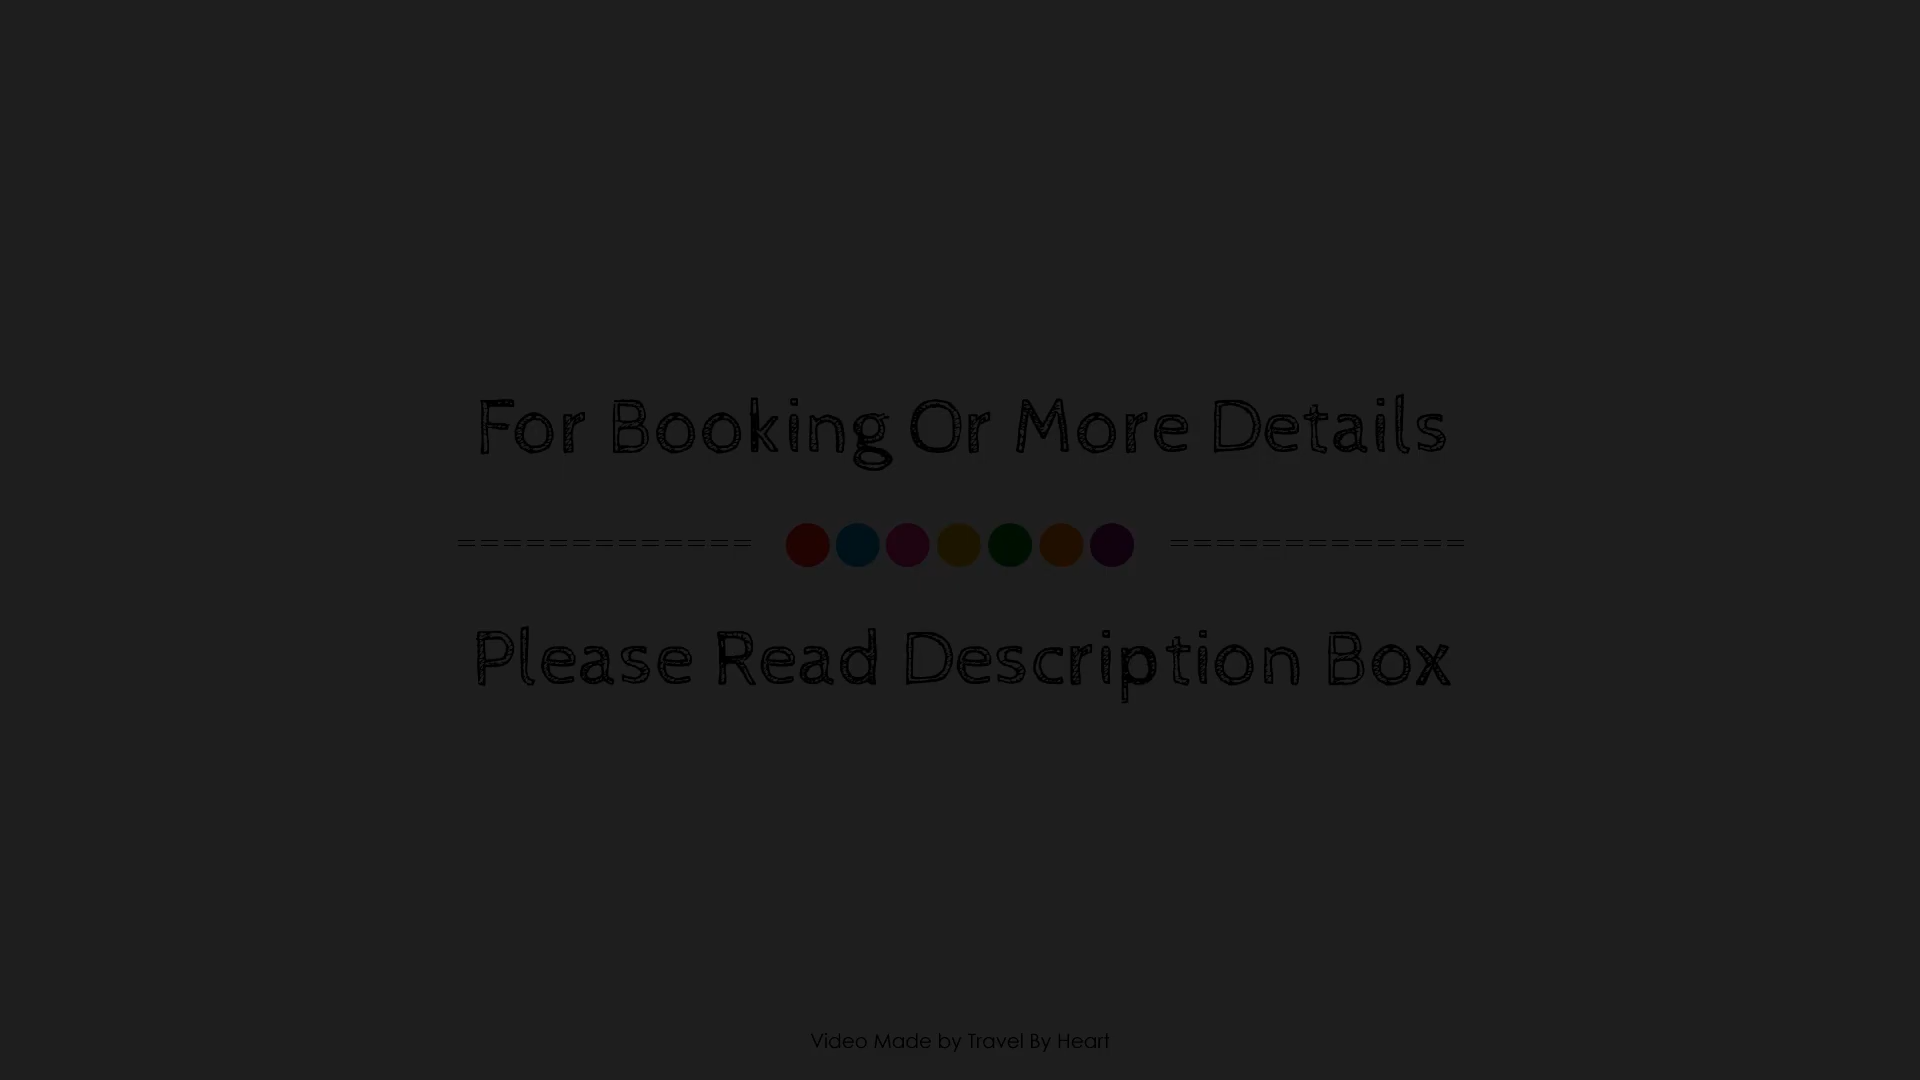 For Booking Or More Details
============= =============
Please Read Description Box
Video Made by Travel By Heart